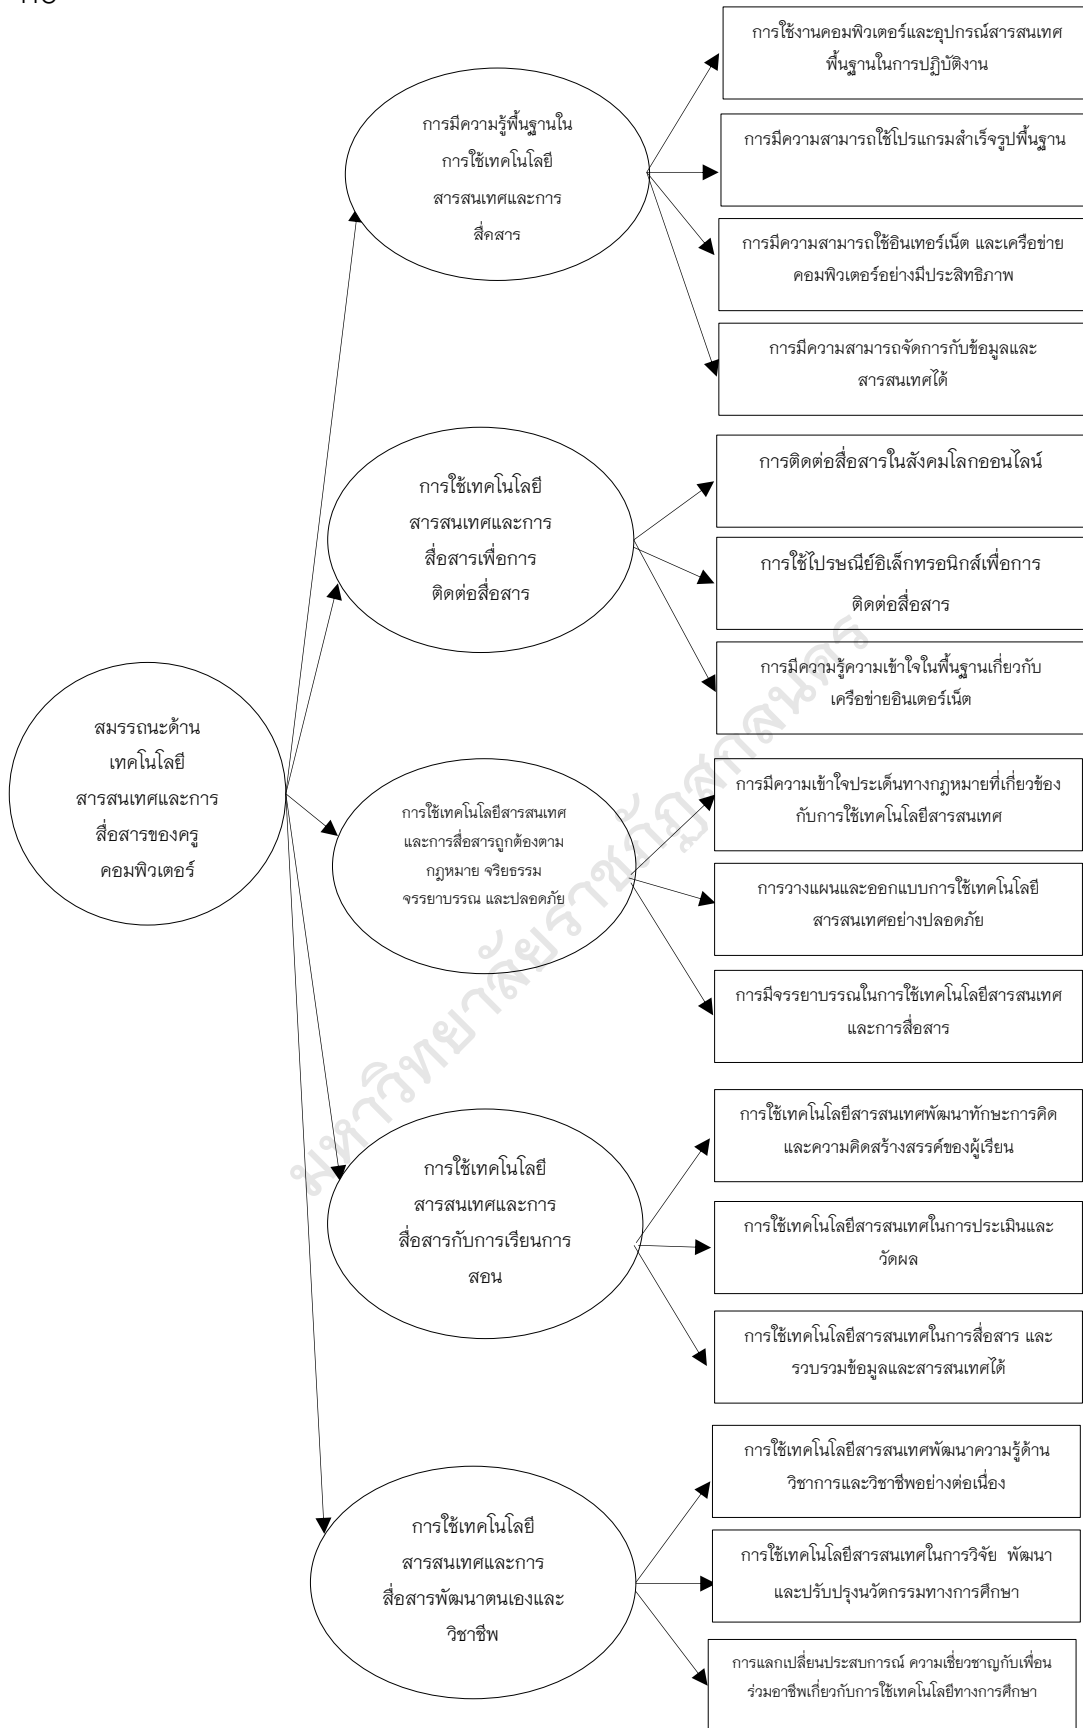 การใช้งานคอมพิวเตอร์และอุปกรณ์สารสนเทศ
พื้นฐานในการปฏิบัติงาน
การมีความรู้พื้นฐานใน
การใช้เทคโนโลยี
สารสนเทศและการ
สื่อสาร
การมีความสามารถใช้โปรแกรมสำเร็จรูปพื้นฐาน
การมีความสามารถใช้อินเทอร์เน็ต และเครือข่าย
คอมพิวเตอร์อย่างมีประสิทธิภาพ
การมีความสามารถจัดการกับข้อมูลและ
สารสนเทศได้
การใช้เทคโนโลยี
สารสนเทศและการ
สื่อสารเพื่อการ
ติดต่อสื่อสาร
การติดต่อสื่อสารในสังคมโลกออนไลน์
การใช้ไปรษณีย์อิเล็กทรอนิกส์เพื่อการ
ติดต่อสื่อสาร
การมีความรู้ความเข้าใจในพื้นฐานเกี่ยวกับ
เครือข่ายอินเตอร์เน็ต
สมรรถนะด้าน
เทคโนโลยี
สารสนเทศและการ
สื่อสารของครู
คอมพิวเตอร์
การใช้เทคโนโลยีสารสนเทศ
และการสื่อสารถูกต้องตาม
กฎหมาย จริยธรรม
จรรยาบรรณ และปลอดภัย
การมีความเข้าใจประเด็นทางกฎหมายที่เกี่ยวข้อง
กับการใช้เทคโนโลยีสารสนเทศ
การวางแผนและออกแบบการใช้เทคโนโลยี
สารสนเทศอย่างปลอดภัย
การมีจรรยาบรรณในการใช้เทคโนโลยีสารสนเทศ
และการสื่อสาร
มหาวิทยาลัยราชภัฏสกลนคร
การใช้เทคโนโลยี
สารสนเทศและการ
สื่อสารกับการเรียนการ
สอน
การใช้เทคโนโลยีสารสนเทศพัฒนาทักษะการคิด
และความคิดสร้างสรรค์ของผู้เรียน
การใช้เทคโนโลยีสารสนเทศในการประเมินและ
วัดผล
การใช้เทคโนโลยีสารสนเทศในการสื่อสาร และ
รวบรวมข้อมูลและสารสนเทศได้
การใช้เทคโนโลยี
สารสนเทศและการ
สื่อสารพัฒนาตนเองและ
วิชาชีพ
การใช้เทคโนโลยีสารสนเทศพัฒนาความรู้ด้าน
วิชาการและวิชาชีพอย่างต่อเนื่อง
การใช้เทคโนโลยีสารสนเทศในการวิจัย พัฒนา
และปรับปรุงนวัตกรรมทางการศึกษา
การแลกเปลี่ยนประสบการณ์ ความเชี่ยวชาญกับเพื่อน
ร่วมอาชีพเกี่ยวกับการใช้เทคโนโลยีทางการศึกษา